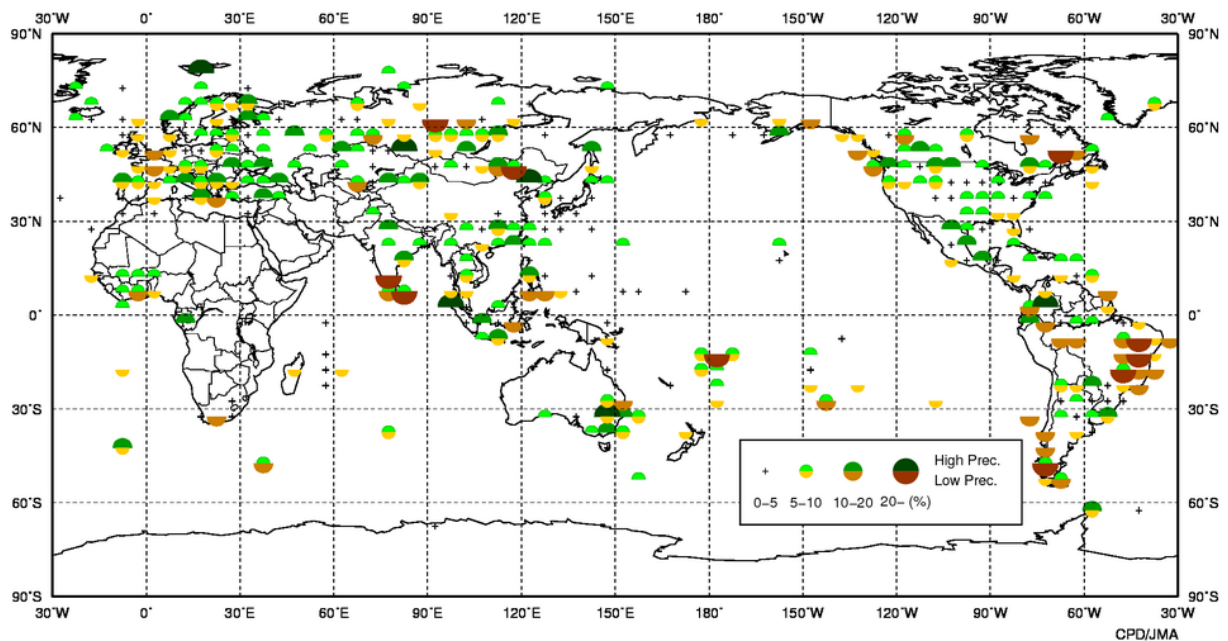 30˚W 0˚ 30˚E 60˚E 90˚E 120˚E 150˚E 180˚ 150˚W 120˚W 90˚W 60˚W 30˚W
90˚N 90˚N
60˚N 60˚N
30˚N 30˚N
0˚ 0˚
30˚S 30˚S
High Prec.
Low Prec.
0−5 5−10 10−20 20− (%)
60˚S 60˚S
90˚S 90˚S
30˚W 0˚ 30˚E 60˚E 90˚E 120˚E 150˚E 180˚ 150˚W 120˚W 90˚W 60˚W 30˚W
CPD/JMA